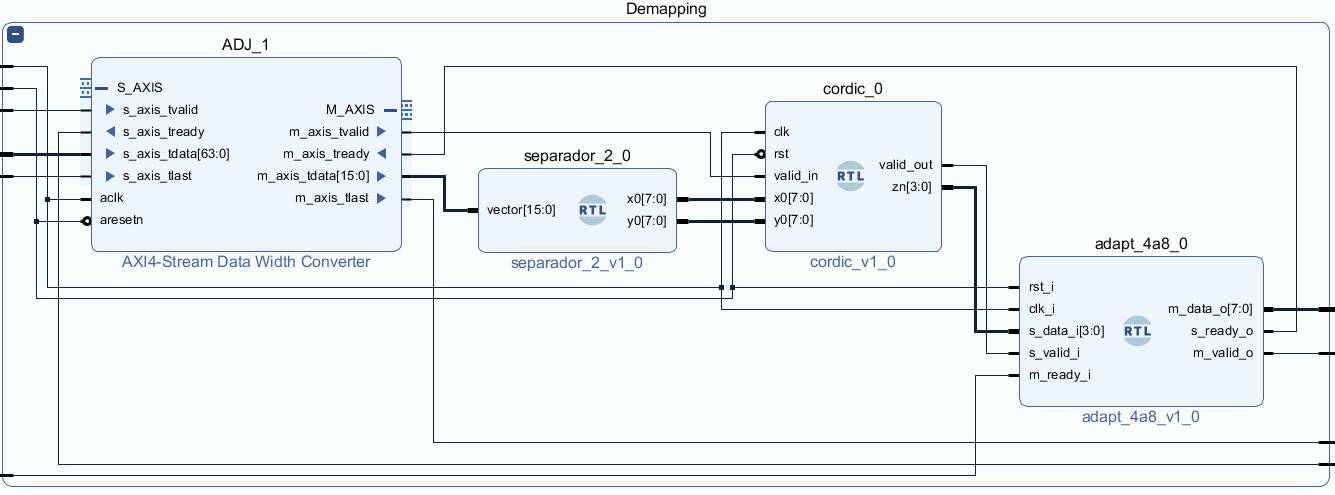 Demapping
ADJ_1
S_AXIS
s_axis_tvalid
s_axis_tready
s_axis_tdata[63:0]
s_axis_tlast
aclk
aresetn
M_AXIS
m_axis_tvalid
m_axis_tready
m_axis_tdata[15:0]
m_axis_tlast
AXI4-Stream Data Width Converter
separador_2_0
vector[15:0]
RTL
x0[7:0]
y0[7:0]
separador_2_v1_0
cordic_0
clk
rst
valid_in
x0[7:0]
y0[7:0]
RTL
valid_out
zn[3:0]
cordic_v1_0
adapt_4a8_0
rst_i
clk_i
s_data_i[3:0]
s_valid_i
m_ready_i
RTL
m_data_o[7:0]
s_ready_o
m_valid_o
adapt_4a8_v1_0